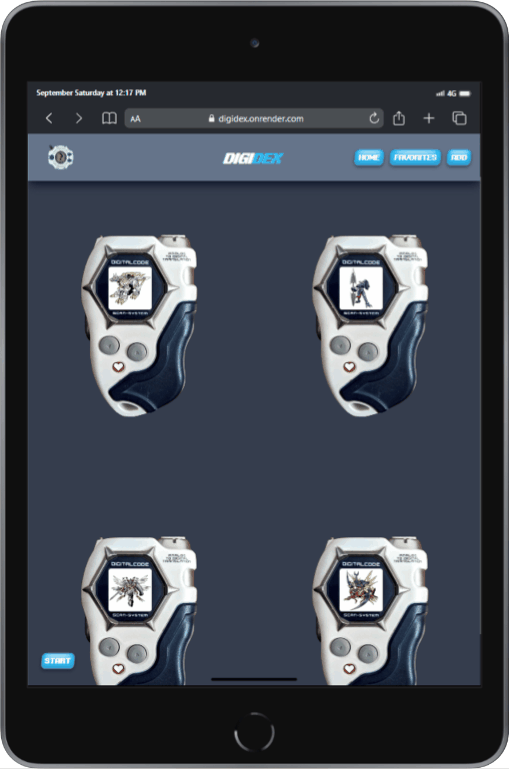 September Saturday at 12:17 PM
4G
AA
digidex.onrender.com
DIGIDEX
HOME
FAVORITES
ADD
DIGITALCODE
SCAN-SYSTEM
DIGITALCODE
SCAN-SYSTEM
DIGITALCODE
SCAN-SYSTEM
DIGITALCODE
SCAN-SYSTEM
START